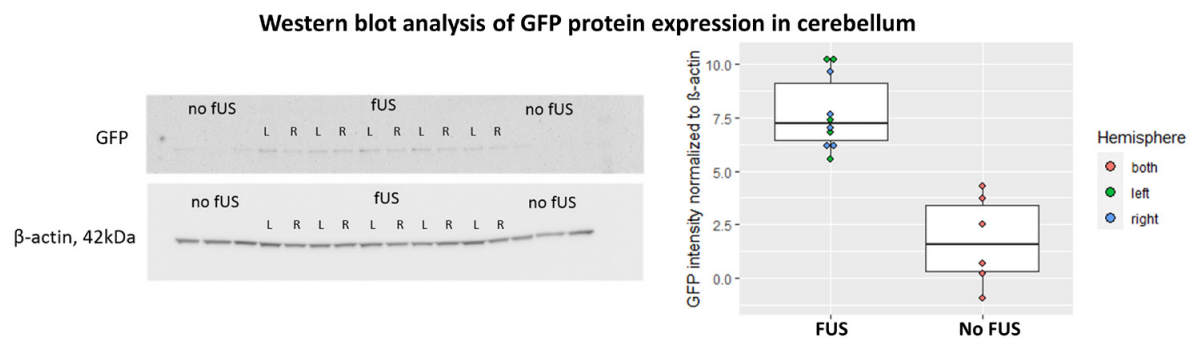 Western blot analysis of GFP protein expression in cerebellum
no fUS fUS no fUS
L R L R L R L R L R
GFP
no fUS fUS no fUS
L R L R L R L R L R
β-actin, 42kDa
GFP intensity normalized to ß-actin
10.0
7.5
5.0
2.5
0.0
FUS No FUS
Hemisphere
both
left
right